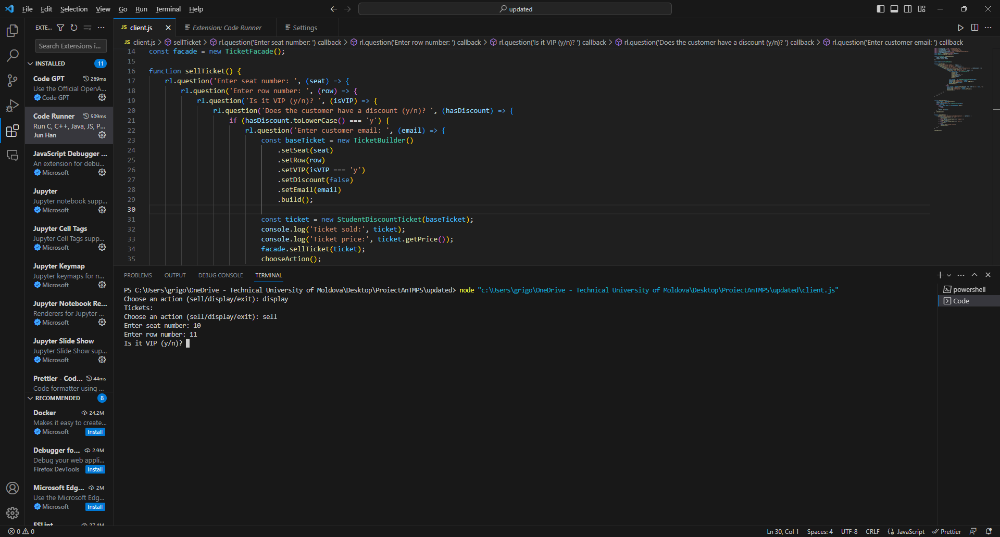 File Edit Selection View Go Run Terminal Help
updated
EXTE...
Search Extensions i...
INSTALLED 11
Code GPT 269ms
Use the Official OpenA...
Code GPT
Code Runner 509ms
Run C, C++, Java, JS, P...
Jun Han
JavaScript Debugger ...
An extension for debu...
Microsoft
Jupyter
Jupyter notebook supp...
Microsoft
Jupyter Cell Tags
Jupyter Cell Tags supp...
Microsoft
Jupyter Keymap
Jupyter keymaps for n...
Microsoft
Jupyter Notebook Re...
Renderers for Jupyter ...
Microsoft
Jupyter Slide Show
Jupyter Slide Show sup...
Microsoft
Prettier - Cod... 44ms
Code formatter using ...
RECOMMENDED 8
Docker 24.2M
Makes it easy to create...
Microsoft Install
Debugger fo... 2.9M
Debug your web appli...
Firefox DevTools Install
Microsoft Edg... 2M
Use the Microsoft Edg...
Microsoft Install
ESLint 27.4M
JS client.js Extension: Code Runner Settings
JS client.js > sellTicket > rl.question('Enter seat number: ') callback > rl.question('Enter row number: ') callback > rl.question('Is it VIP (y/n)? ') callback > rl.question('Does the customer have a discount (y/n)? ') callback > rl.question('Enter customer email: ') callback
14 const facade = new TicketFacade();
15
16 function sellTicket() {
17 rl.question('Enter seat number: ', (seat) => {
18 rl.question('Enter row number: ', (row) => {
19 rl.question('Is it VIP (y/n)? ', (isVIP) => {
20 rl.question('Does the customer have a discount (y/n)? ', (hasDiscount) => {
21 if (hasDiscount.toLowerCase() === 'y') {
22 rl.question('Enter customer email: ', (email) => {
23 const baseTicket = new TicketBuilder()
24 .setSeat(seat)
25 .setRow(row)
26 .setVIP(isVIP === 'y')
27 .setDiscount(false)
28 .setEmail(email)
29 .build();
30
31 const ticket = new StudentDiscountTicket(baseTicket);
32 console.log('Ticket sold:', ticket);
33 console.log('Ticket price:', ticket.getPrice());
34 facade.sellTicket(ticket);
35 chooseAction();
PROBLEMS OUTPUT DEBUG CONSOLE TERMINAL
PS C:\Users\grigo\OneDrive - Technical University of Moldova\Desktop\ProiectAnTMPS\updated> node "c:\Users\grigo\OneDrive - Technical University of Moldova\Desktop\ProiectAnTMPS\updated\client.js"
Choose an action (sell/display/exit): display
Tickets:
Choose an action (sell/display/exit): sell
Enter seat number: 10
Enter row number: 11
Is it VIP (y/n)?
powershell
Code
0 0
Ln 30, Col 1 Spaces: 4 UTF-8 CRLF {} JavaScript Prettier